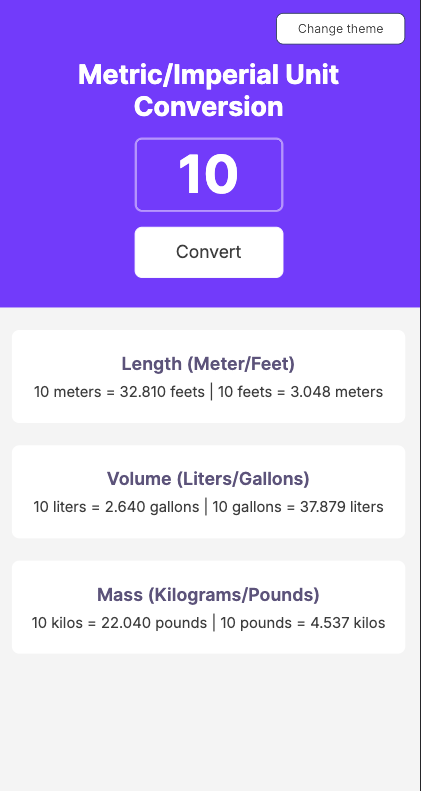 Change theme
Metric/Imperial Unit
Conversion
10
Convert
Length (Meter/Feet)
10 meters = 32.810 feets | 10 feets = 3.048 meters
Volume (Liters/Gallons)
10 liters = 2.640 gallons | 10 gallons = 37.879 liters
Mass (Kilograms/Pounds)
10 kilos = 22.040 pounds | 10 pounds = 4.537 kilos